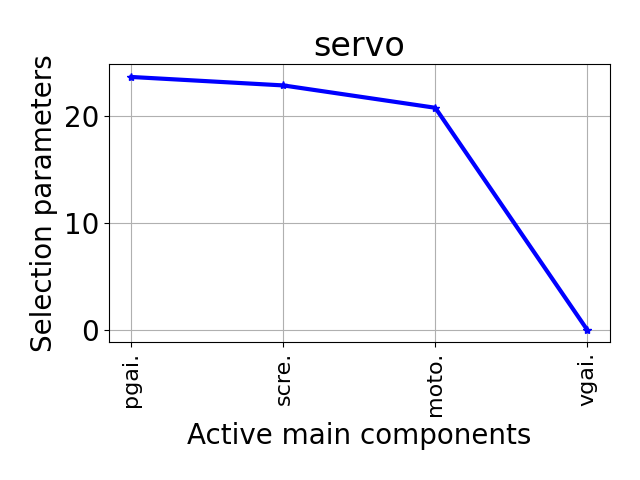 servo
Selection parameters
20
10
0
pgai.
scre.
moto.
vgai.
Active main components